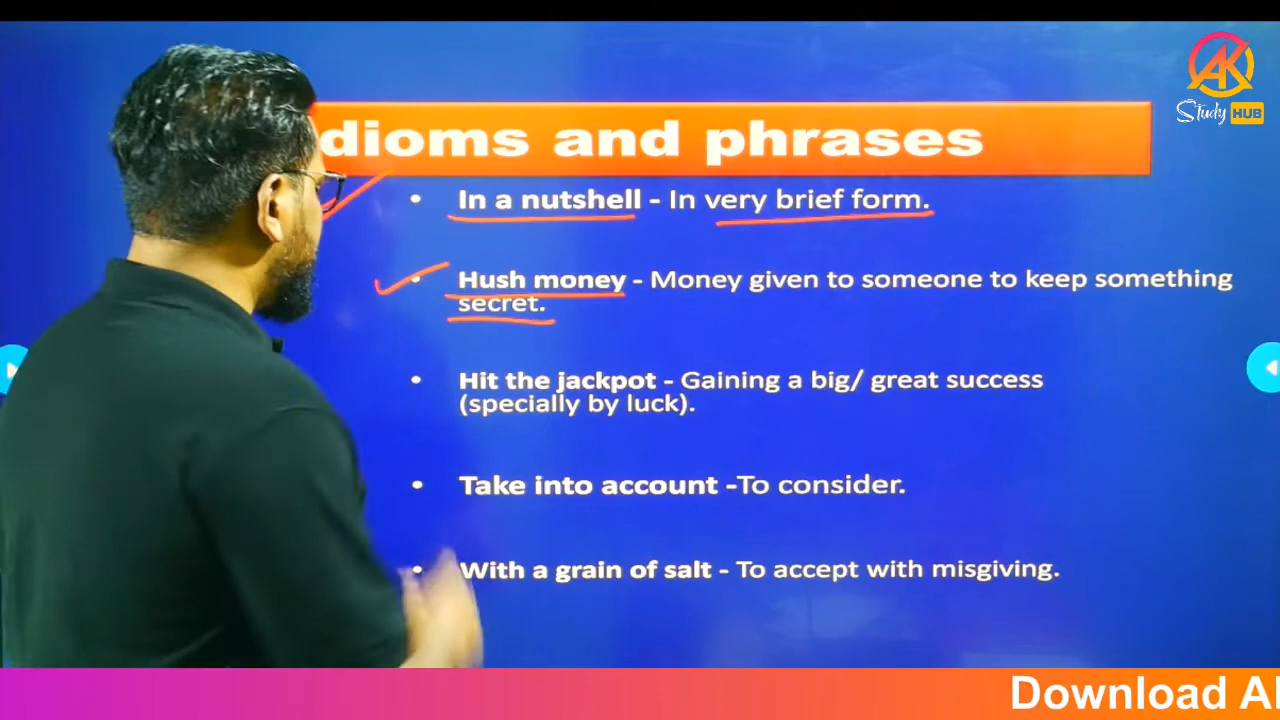 Study HUB
dioms and phrases
• In a nutshell - In very brief form.
• Hush money - Money given to someone to keep something
secret.
• Hit the jackpot - Gaining a big/ great success
(specially by luck).
• Take into account -To consider.
• With a grain of salt - To accept with misgiving.
Download